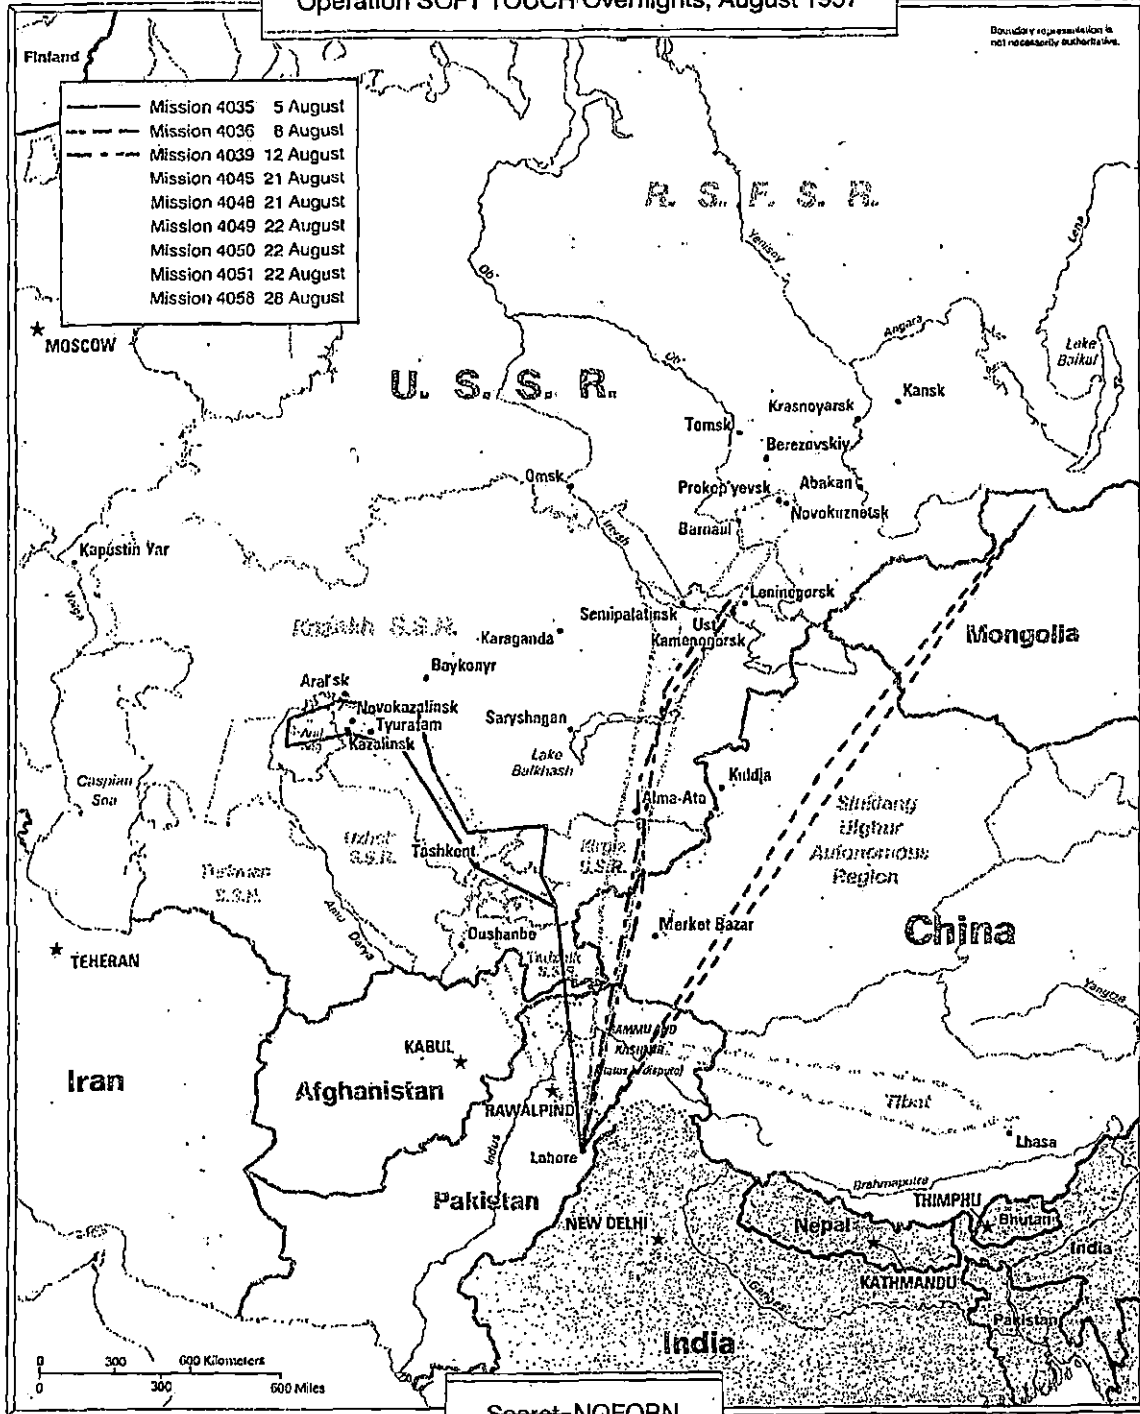 Operation SOFT TOUCH Overflights, August 1957
Boundary representation is
not necessarily authoritative.
Finland
Mission 4035 5 August
Mission 4036 8 August
Mission 4039 12 August
Mission 4045 21 August
Mission 4048 21 August
Mission 4049 22 August
Mission 4050 22 August
Mission 4051 22 August
Mission 4058 28 August
R. S. F. S. R.
Yenisey
Lena
Ob'
MOSCOW
Angara
Lake
Baikal
U. S. S. R.
Ob'
Kansk
Krasnoyarsk
Tomsk
Berezovskiy
Omsk
Prokop'yevsk
Abakan
Novokuznetsk
Barnaul
Irtysh
Kapustin Yar
Volga
Leninogorsk
Semipalatinsk
Ust
Kamenogorsk
Kazakh S.S.R.
Karaganda
Mongolia
Baykonyr
Aral'sk
Novokazalinsk
Tyuratam
Kazalinsk
Aral
Sea
Saryshagan
Lake
Balkhash
Kuldja
Caspian
Sea
Alma-Ata
Sinkiang
Uighur
Autonomous
Region
Uzbek
S.S.R.
Tashkent
Kirgiz
S.S.R.
Turkmen
S.S.R.
Amu
Darya
Merket Bazar
China
Dushanbe
TEHERAN
Yangtze
JAMMU AND
KASHMIR
(Status in dispute)
KABUL
Iran
Afghanistan
RAWALPINDI
Tibet
Indus
Lahore
Lhasa
Brahmaputra
Pakistan
THIMPHU
NEW DELHI
Nepal
Bhutan
India
KATHMANDU
Ganges
Pakistan
India
0 300 600 Kilometers
0 300 600 Miles
Secret-NOFORN